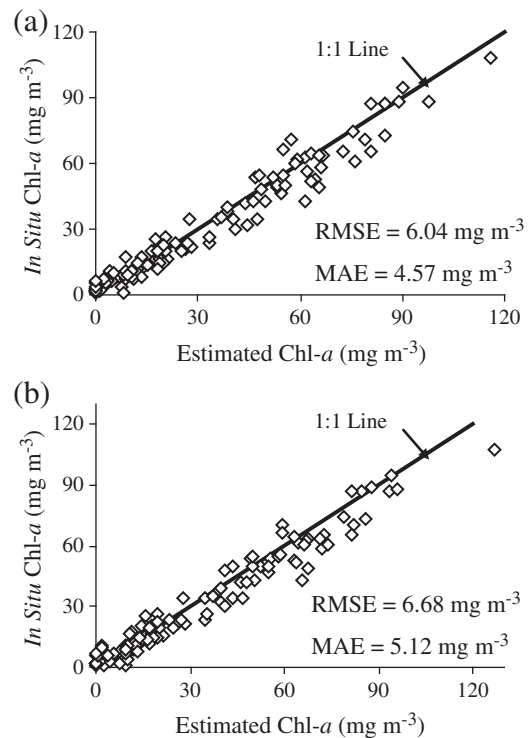 (a)
120
90
60
30
0
In Situ Chl-a (mg m⁻³)
1:1 Line
RMSE = 6.04 mg m⁻³
MAE = 4.57 mg m⁻³
0 30 60 90 120
Estimated Chl-a (mg m⁻³)
(b)
120
90
60
30
0
In Situ Chl-a (mg m⁻³)
1:1 Line
RMSE = 6.68 mg m⁻³
MAE = 5.12 mg m⁻³
0 30 60 90 120
Estimated Chl-a (mg m⁻³)